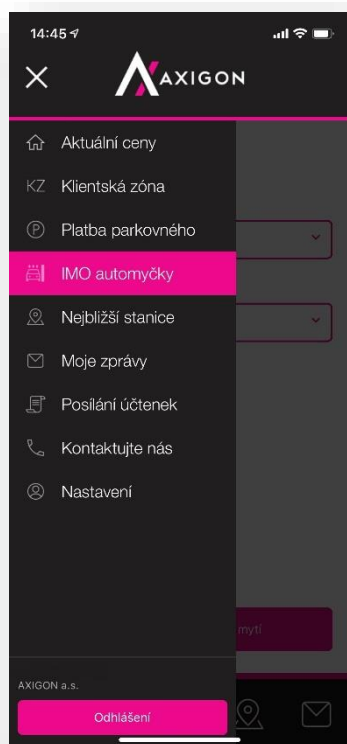 14:45
AXIGON
Aktuální ceny
KZ Klientská zóna
P Platba parkovného
IMO automyčky
Nejbližší stanice
Moje zprávy
Posílání účtenek
Kontaktujte nás
Nastavení
mytí
AXIGON a.s.
Odhlášení